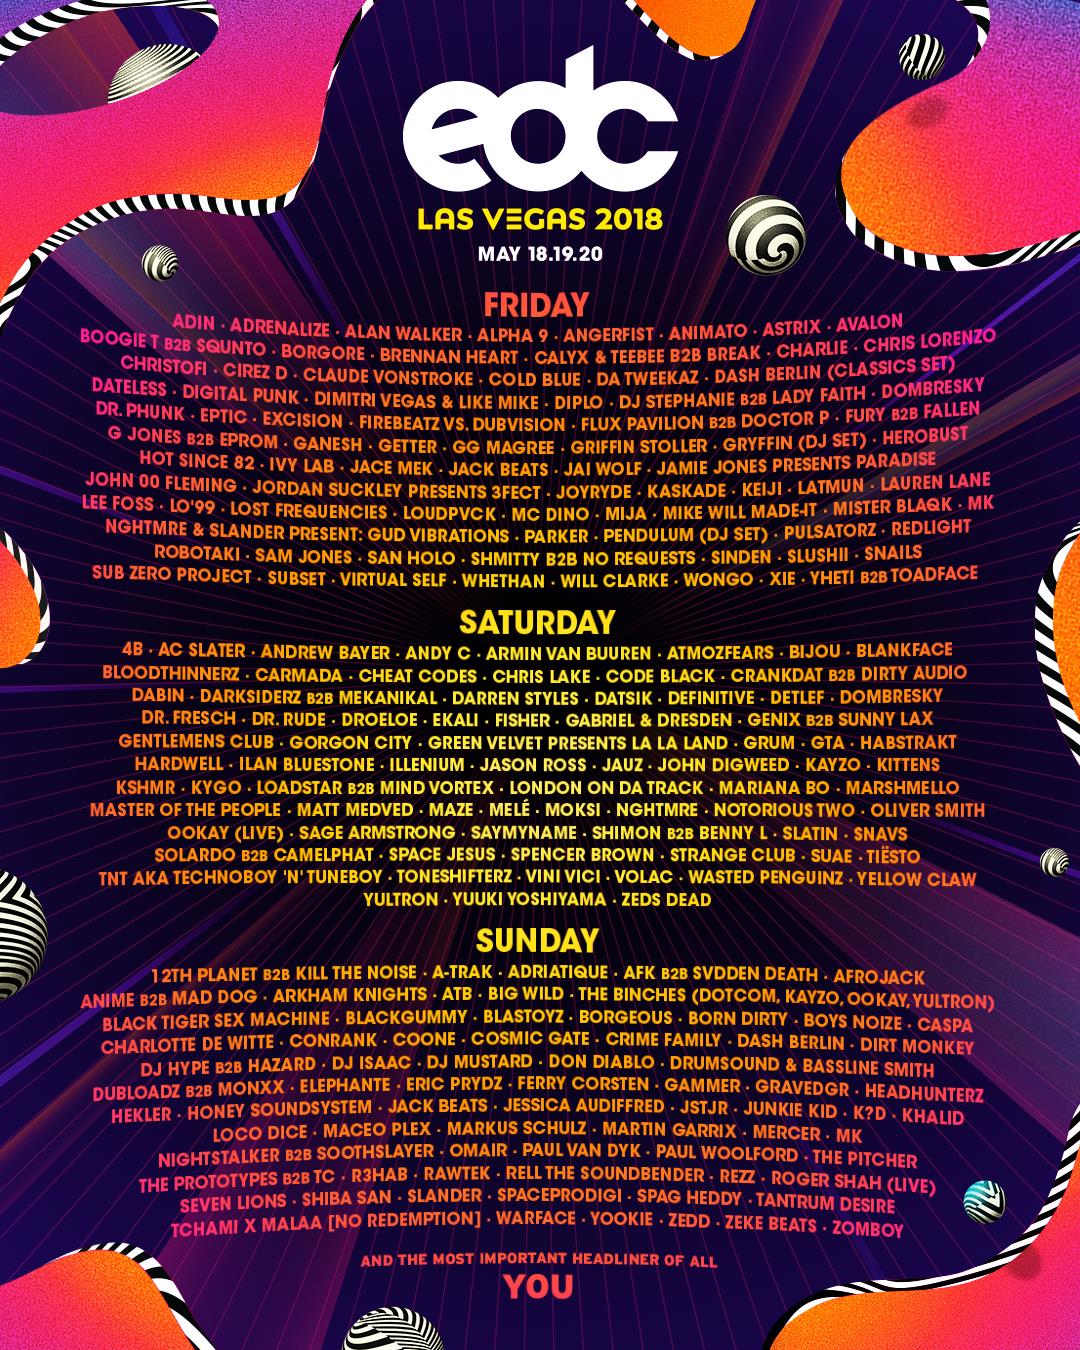 edc
LAS VEGAS 2018
MAY 18.19.20
FRIDAY
ADIN · ADRENALIZE · ALAN WALKER · ALPHA 9 · ANGERFIST · ANIMATO · ASTRIX · AVALON
BOOGIE T B2B SQUNTO · BORGORE · BRENNAN HEART · CALYX & TEEBEE B2B BREAK · CHARLIE · CHRIS LORENZO
CHRISTOFI · CIREZ D · CLAUDE VONSTROKE · COLD BLUE · DA TWEEKAZ · DASH BERLIN (CLASSICS SET)
DATELESS · DIGITAL PUNK · DIMITRI VEGAS & LIKE MIKE · DIPLO · DJ STEPHANIE B2B LADY FAITH · DOMBRESKY
DR. PHUNK · EPTIC · EXCISION · FIREBEATZ VS. DUBVISION · FLUX PAVILION B2B DOCTOR P · FURY B2B FALLEN
G JONES B2B EPROM · GANESH · GETTER · GG MAGREE · GRIFFIN STOLLER · GRYFFIN (DJ SET) · HEROBUST
HOT SINCE 82 · IVY LAB · JACE MEK · JACK BEATS · JAI WOLF · JAMIE JONES PRESENTS PARADISE
JOHN 00 FLEMING · JORDAN SUCKLEY PRESENTS 3FECT · JOYRYDE · KASKADE · KEIJI · LATMUN · LAUREN LANE
LEE FOSS · LO'99 · LOST FREQUENCIES · LOUDPVCK · MC DINO · MIJA · MIKE WILL MADE-IT · MISTER BLAQK · MK
NGHTMRE & SLANDER PRESENT: GUD VIBRATIONS · PARKER · PENDULUM (DJ SET) · PULSATORZ · REDLIGHT
ROBOTAKI · SAM JONES · SAN HOLO · SHMITTY B2B NO REQUESTS · SINDEN · SLUSHII · SNAILS
SUB ZERO PROJECT · SUBSET · VIRTUAL SELF · WHETHAN · WILL CLARKE · WONGO · XIE · YHETI B2B TOADFACE
SATURDAY
4B · AC SLATER · ANDREW BAYER · ANDY C · ARMIN VAN BUUREN · ATMOZFEARS · BIJOU · BLANKFACE
BLOODTHINNERZ · CARMADA · CHEAT CODES · CHRIS LAKE · CODE BLACK · CRANKDAT B2B DIRTY AUDIO
DABIN · DARKSIDERZ B2B MEKANIKAL · DARREN STYLES · DATSIK · DEFINITIVE · DETLEF · DOMBRESKY
DR. FRESCH · DR. RUDE · DROELOE · EKALI · FISHER · GABRIEL & DRESDEN · GENIX B2B SUNNY LAX
GENTLEMENS CLUB · GORGON CITY · GREEN VELVET PRESENTS LA LA LAND · GRUM · GTA · HABSTRAKT
HARDWELL · ILAN BLUESTONE · ILLENIUM · JASON ROSS · JAUZ · JOHN DIGWEED · KAYZO · KITTENS
KSHMR · KYGO · LOADSTAR B2B MIND VORTEX · LONDON ON DA TRACK · MARIANA BO · MARSHMELLO
MASTER OF THE PEOPLE · MATT MEDVED · MAZE · MELÉ · MOKSI · NGHTMRE · NOTORIOUS TWO · OLIVER SMITH
OOKAY (LIVE) · SAGE ARMSTRONG · SAYMYNAME · SHIMON B2B BENNY L · SLATIN · SNAVS
SOLARDO B2B CAMELPHAT · SPACE JESUS · SPENCER BROWN · STRANGE CLUB · SUAE · TIËSTO
TNT AKA TECHNOBOY 'N' TUNEBOY · TONESHIFTERZ · VINI VICI · VOLAC · WASTED PENGUINZ · YELLOW CLAW
YULTRON · YUUKI YOSHIYAMA · ZEDS DEAD
SUNDAY
12TH PLANET B2B KILL THE NOISE · A-TRAK · ADRIATIQUE · AFK B2B SVDDEN DEATH · AFROJACK
ANIME B2B MAD DOG · ARKHAM KNIGHTS · ATB · BIG WILD · THE BINCHES (DOTCOM, KAYZO, OOKAY, YULTRON)
BLACK TIGER SEX MACHINE · BLACKGUMMY · BLASTOYZ · BORGEOUS · BORN DIRTY · BOYS NOIZE · CASPA
CHARLOTTE DE WITTE · CONRANK · COONE · COSMIC GATE · CRIME FAMILY · DASH BERLIN · DIRT MONKEY
DJ HYPE B2B HAZARD · DJ ISAAC · DJ MUSTARD · DON DIABLO · DRUMSOUND & BASSLINE SMITH
DUBLOADZ B2B MONXX · ELEPHANTE · ERIC PRYDZ · FERRY CORSTEN · GAMMER · GRAVEDGR · HEADHUNTERZ
HEKLER · HONEY SOUNDSYSTEM · JACK BEATS · JESSICA AUDIFFRED · JSTJR · JUNKIE KID · K?D · KHALID
LOCO DICE · MACEO PLEX · MARKUS SCHULZ · MARTIN GARRIX · MERCER · MK
NIGHTSTALKER B2B SOOTHSLAYER · OMAIR · PAUL VAN DYK · PAUL WOOLFORD · THE PITCHER
THE PROTOTYPES B2B TC · R3HAB · RAWTEK · RELL THE SOUNDBENDER · REZZ · ROGER SHAH (LIVE)
SEVEN LIONS · SHIBA SAN · SLANDER · SPACEPRODIGI · SPAG HEDDY · TANTRUM DESIRE
TCHAMI X MALAA [NO REDEMPTION] · WARFACE · YOOKIE · ZEDD · ZEKE BEATS · ZOMBOY
AND THE MOST IMPORTANT HEADLINER OF ALL
YOU